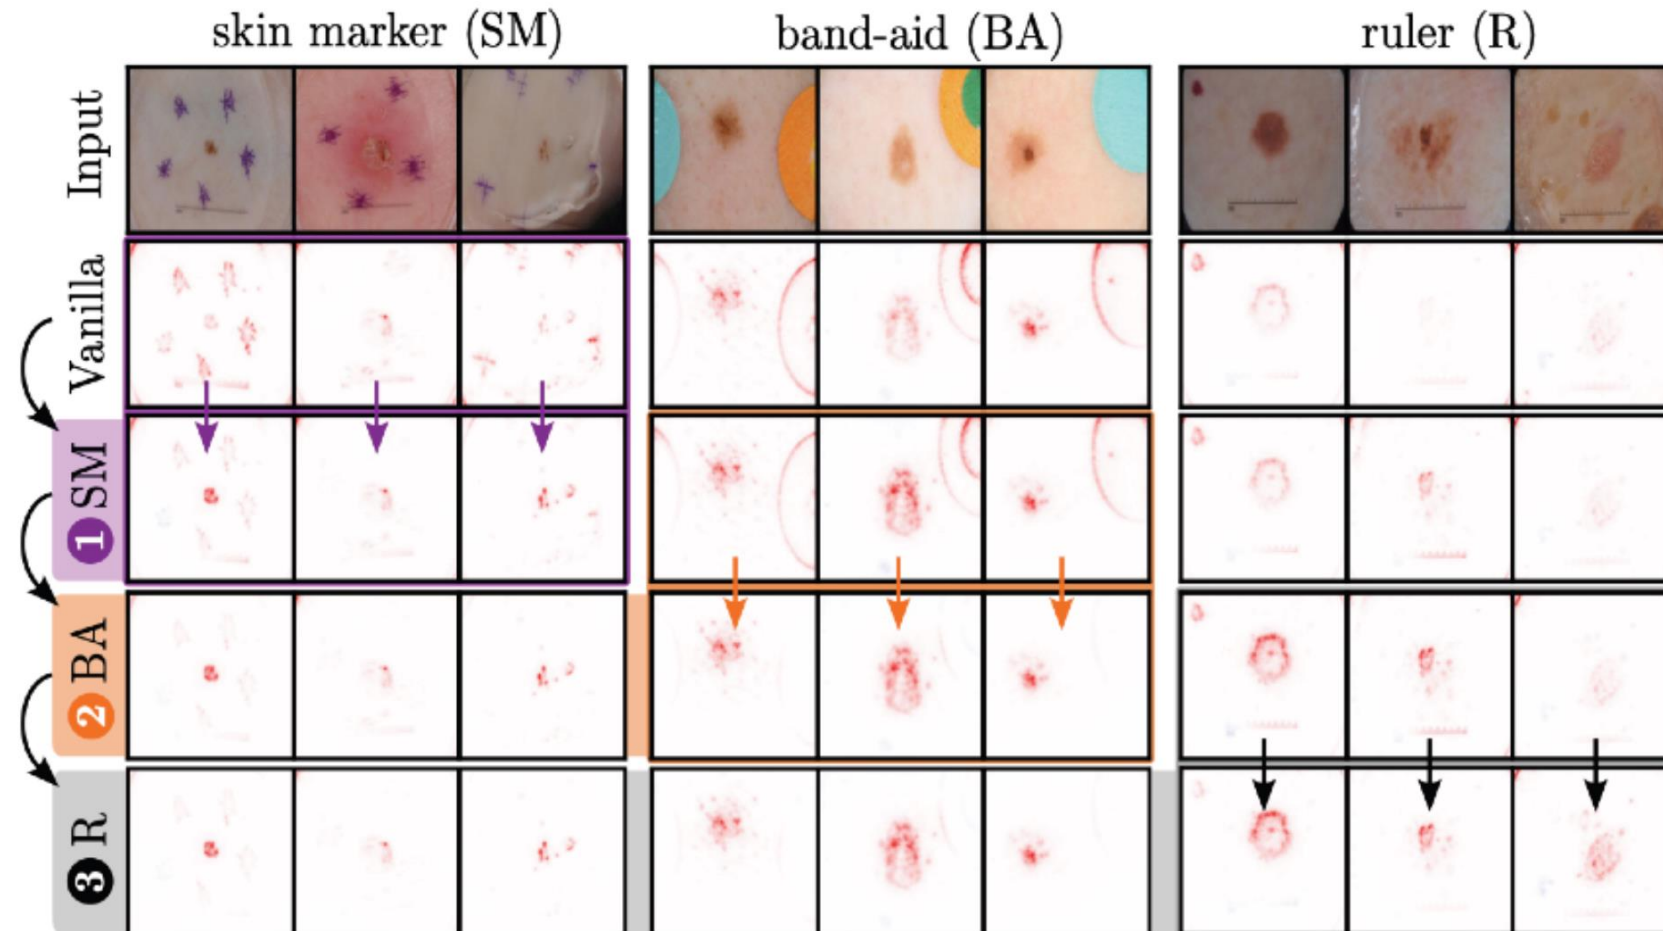 skin marker (SM)
band-aid (BA)
ruler (R)
Input
Vanilla
1 SM
2 BA
3 R